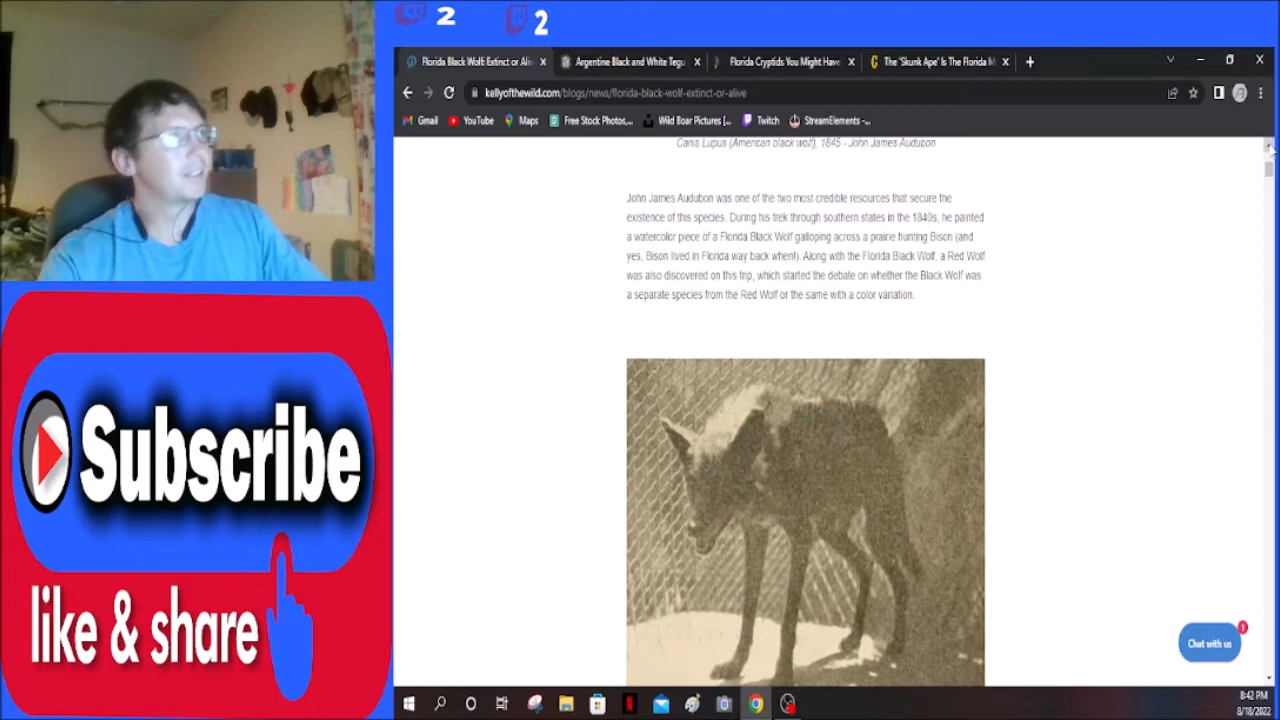 2
2
Florida Black Wolf: Extinct or Aliv
Argentine Black and White Tegu
Florida Cryptids You Might Have
The 'Skunk Ape' Is The Florida M
kellyofthewild.com/blogs/news/florida-black-wolf-extinct-or-alive
Gmail
YouTube
Maps
Free Stock Photos,...
Wild Boar Pictures [...
Twitch
StreamElements -...
Canis Lupus (American black wolf), 1845 - John James Audubon
John James Audubon was one of the two most credible resources that secure the
existence of this species. During his trek through southern states in the 1840s, he painted
a watercolor piece of a Florida Black Wolf galloping across a prairie hunting Bison (and
yes, Bison lived in Florida way back when!). Along with the Florida Black Wolf, a Red Wolf
was also discovered on this trip, which started the debate on whether the Black Wolf was
a separate species from the Red Wolf or the same with a color variation.
Subscribe
like & share
Chat with us
1
8:42 PM
8/18/2022